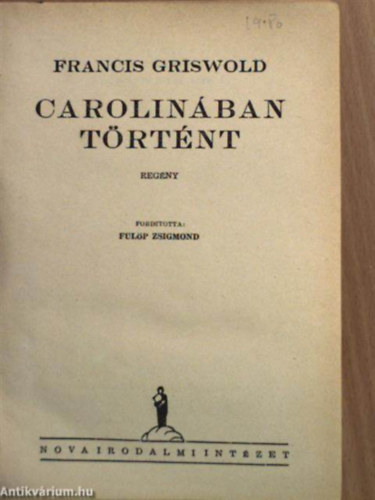 FRANCIS GRISWOLD
CAROLINÁBAN
TÖRTÉNT
REGÉNY
FORDÍTOTTA:
FÜLÖP ZSIGMOND
NOVA IRODALMI INTÉZET
Antikvárium.hu